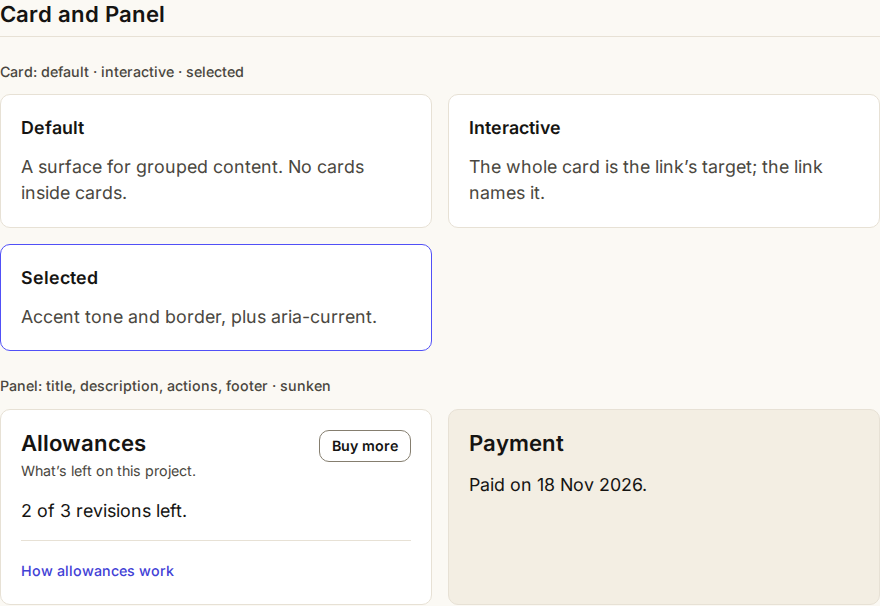 Card and Panel
Card: default · interactive · selected
Default
A surface for grouped content. No cards
inside cards.
Interactive
The whole card is the link’s target; the link
names it.
Selected
Accent tone and border, plus aria-current.
Panel: title, description, actions, footer · sunken
Allowances
Buy more
What’s left on this project.
2 of 3 revisions left.
How allowances work
Payment
Paid on 18 Nov 2026.